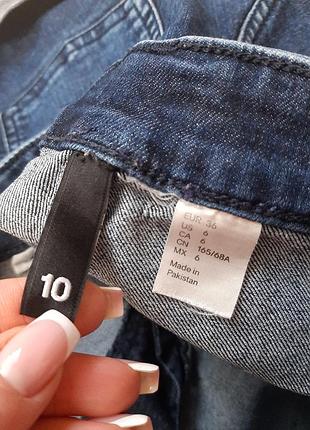 10
EUR 36
US 6
CA 6
CN 165/68A
MX 6
Made in
Pakistan